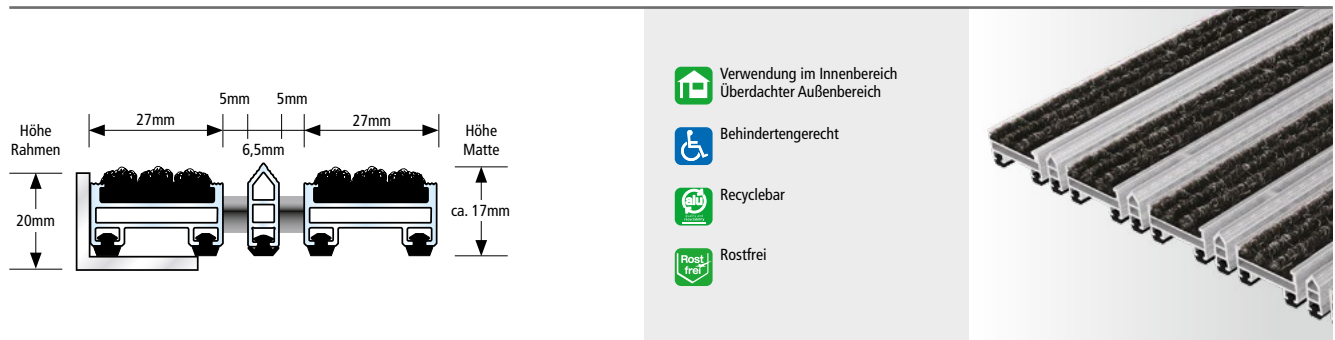 5mm
5mm
27mm
27mm
Höhe
Rahmen
6,5mm
Höhe
Matte
20mm
ca. 17mm
Verwendung im Innenbereich
Überdachter Außenbereich
Behindertengerecht
alu
Recyclebar
Rost
frei
Rostfrei